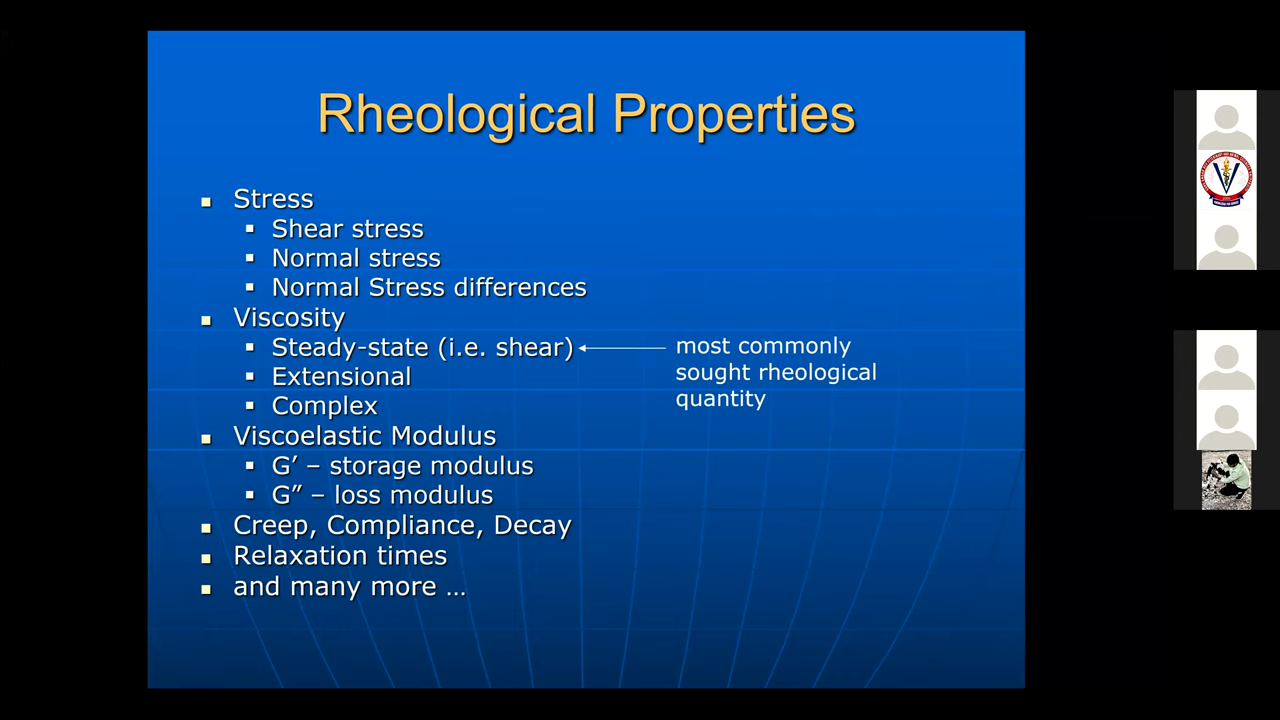 Rheological Properties
Stress
Shear stress
Normal stress
Normal Stress differences
Viscosity
Steady-state (i.e. shear)
most commonly
sought rheological
quantity
Extensional
Complex
Viscoelastic Modulus
G’ – storage modulus
G” – loss modulus
Creep, Compliance, Decay
Relaxation times
and many more …
V